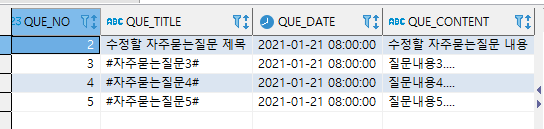 123 QUE_NO ABC QUE_TITLE QUE_DATE ABC QUE_CONTENT
2 수정할 자주묻는질문 제목 2021-01-21 08:00:00 수정할 자주묻는질문 내용
3 #자주묻는질문3# 2021-01-21 08:00:00 질문내용3....
4 #자주묻는질문4# 2021-01-21 08:00:00 질문내용4....
5 #자주묻는질문5# 2021-01-21 08:00:00 질문내용5....